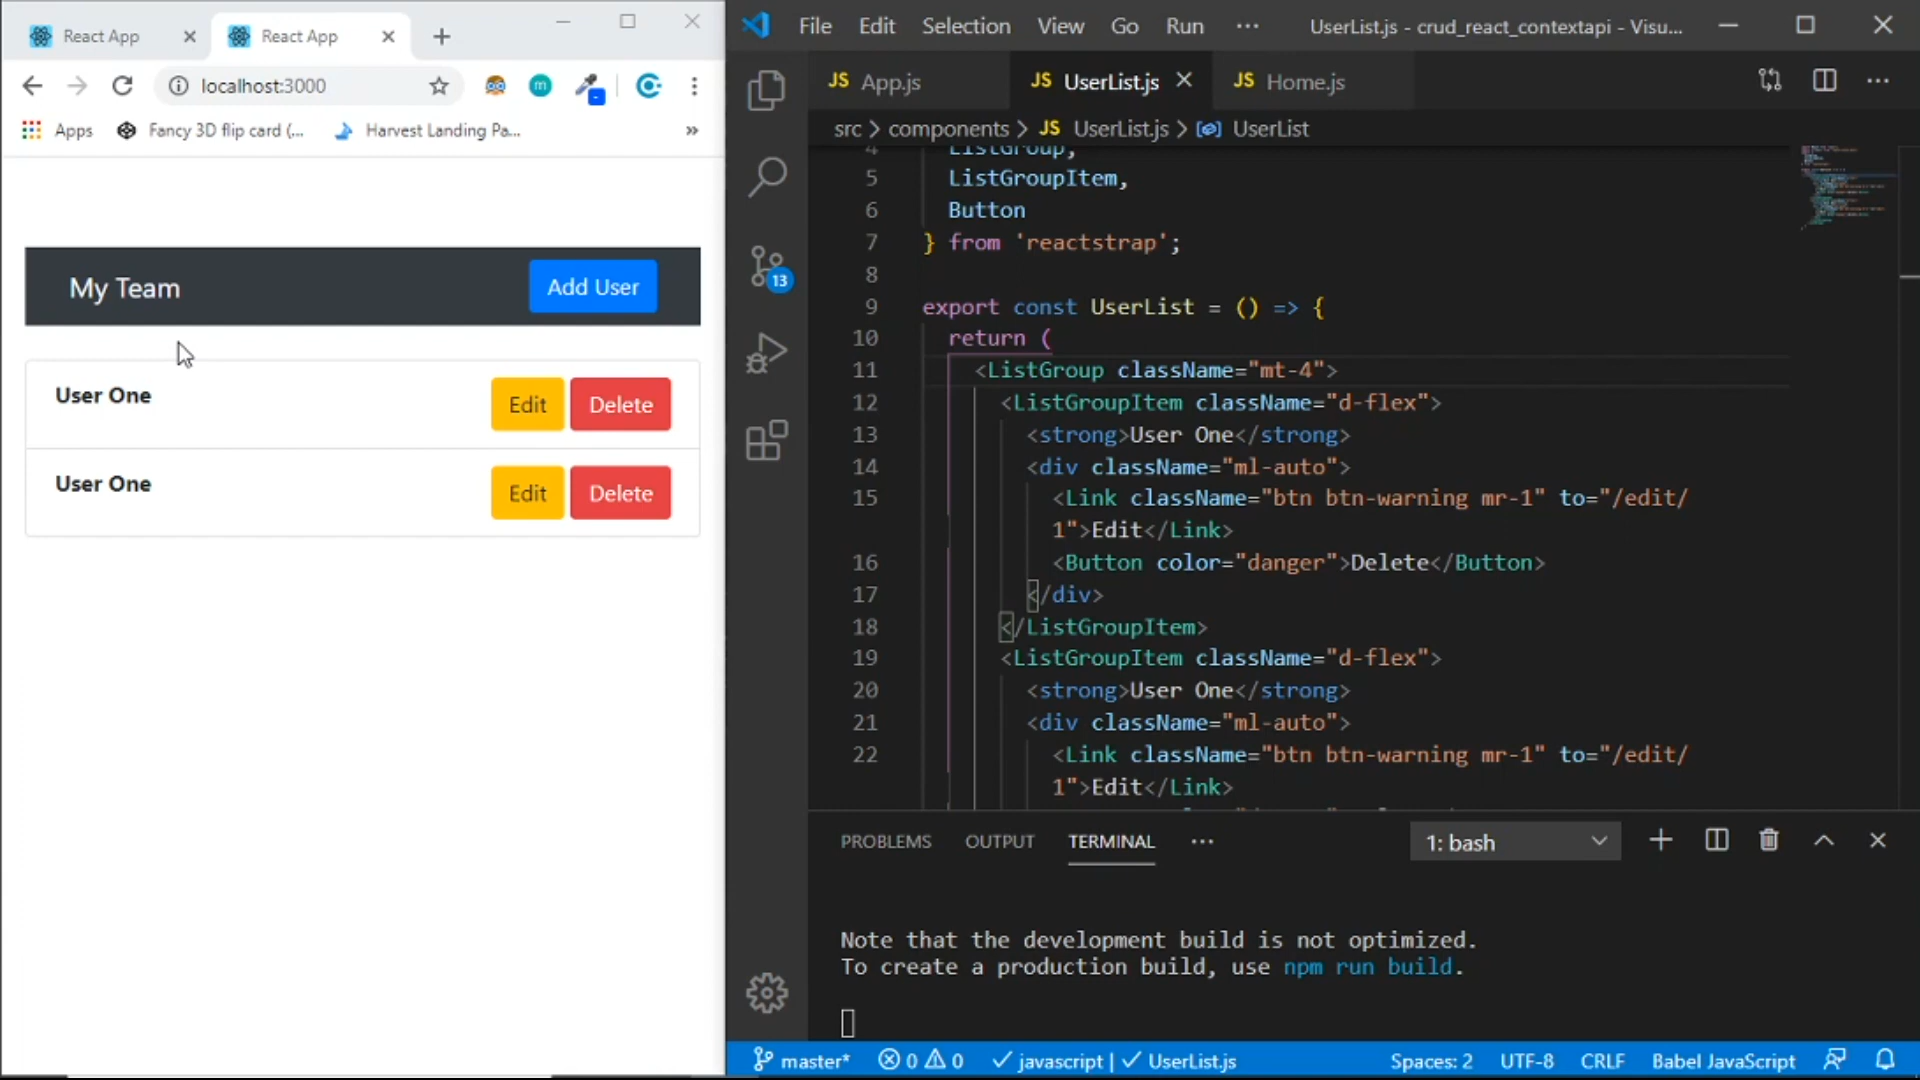 React App
React App
localhost:3000
Apps
Fancy 3D flip card (...
Harvest Landing Pa...
»
My Team
Add User
User One
Edit
Delete
User One
Edit
Delete
File Edit Selection View Go Run ··· UserList.js - crud_react_contextapi - Visu...
JS App.js
JS UserList.js
JS Home.js
src > components > JS UserList.js > UserList
4 ListGroup,
5 ListGroupItem,
6 Button
7 } from 'reactstrap';
8
9 export const UserList = () => {
10 return (
11 <ListGroup className="mt-4">
12 <ListGroupItem className="d-flex">
13 <strong>User One</strong>
14 <div className="ml-auto">
15 <Link className="btn btn-warning mr-1" to="/edit/
1">Edit</Link>
16 <Button color="danger">Delete</Button>
17 </div>
18 </ListGroupItem>
19 <ListGroupItem className="d-flex">
20 <strong>User One</strong>
21 <div className="ml-auto">
22 <Link className="btn btn-warning mr-1" to="/edit/
1">Edit</Link>
13
PROBLEMS OUTPUT TERMINAL ··· 1: bash
Note that the development build is not optimized.
To create a production build, use npm run build.
master* 0 0 javascript | UserList.js Spaces: 2 UTF-8 CRLF Babel JavaScript